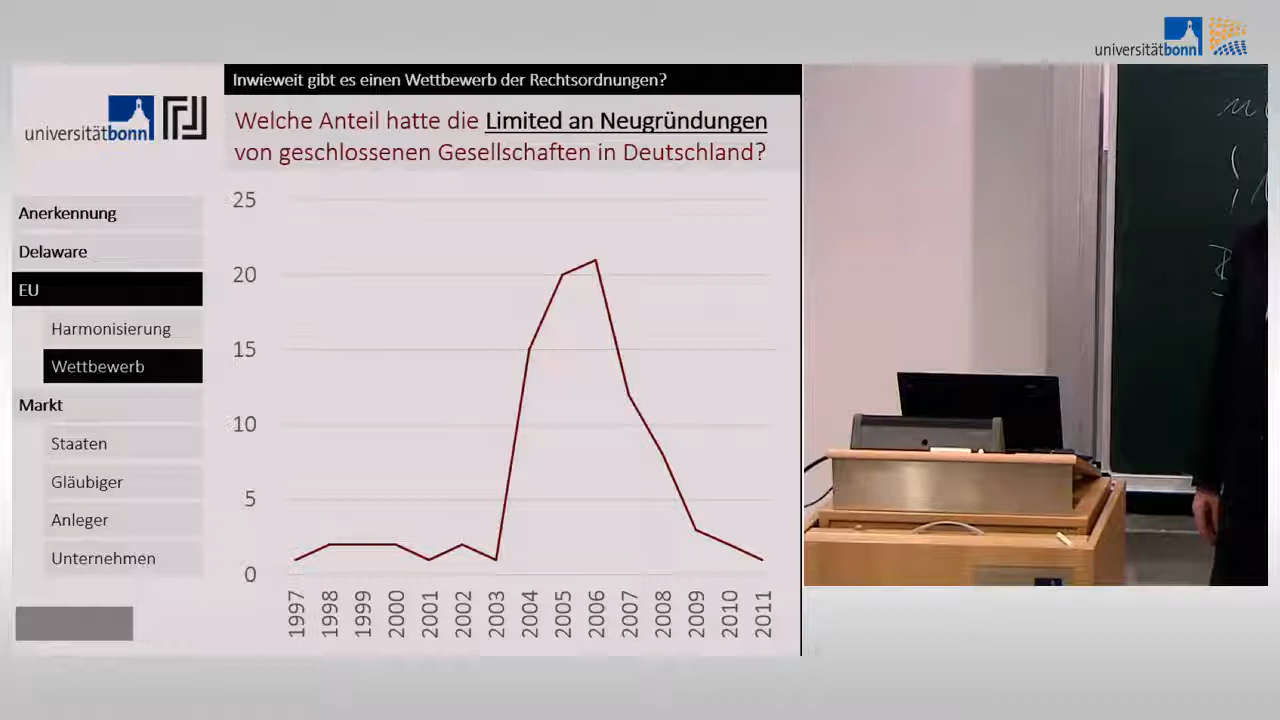 universitätbonn
Inwieweit gibt es einen Wettbewerb der Rechtsordnungen?
universitätbonn
Welche Anteil hatte die Limited an Neugründungen
von geschlossenen Gesellschaften in Deutschland?
Anerkennung
Delaware
EU
Harmonisierung
Wettbewerb
Markt
Staaten
Gläubiger
Anleger
Unternehmen
25
20
15
10
5
0
1997
1998
1999
2000
2001
2002
2003
2004
2005
2006
2007
2008
2009
2010
2011